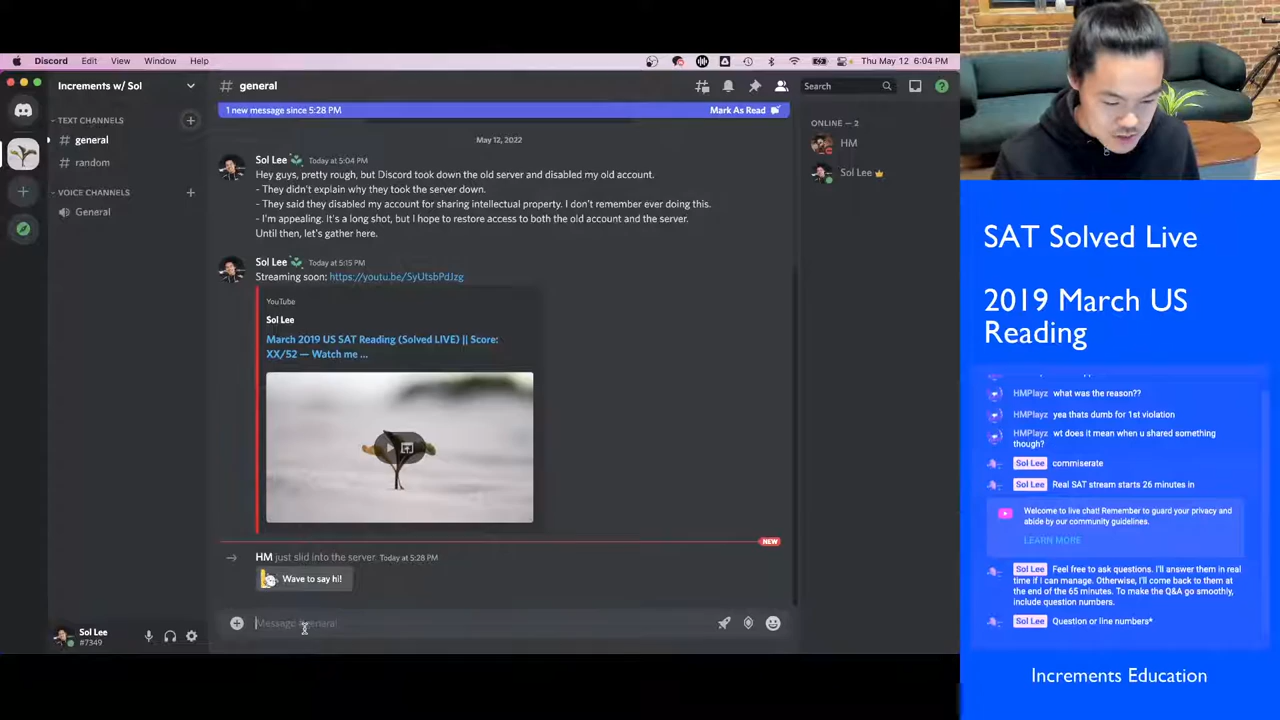 Discord Edit View Window Help
Thu May 12 6:04 PM
Increments w/ Sol
# general
Search
1 new message since 5:28 PM
Mark As Read
TEXT CHANNELS
general
# random
VOICE CHANNELS
General
Sol Lee
#7349
May 12, 2022
Sol Lee Today at 5:04 PM
Hey guys, pretty rough, but Discord took down the old server and disabled my old account.
- They didn't explain why they took the server down.
- They said they disabled my account for sharing intellectual property. I don't remember ever doing this.
- I'm appealing. It's a long shot, but I hope to restore access to both the old account and the server.
Until then, let's gather here.
Sol Lee Today at 5:15 PM
Streaming soon: https://youtu.be/5yUtsbPdJzg
YouTube
Sol Lee
March 2019 US SAT Reading (Solved LIVE) || Score:
XX/52 — Watch me ...
NEW
HM just slid into the server. Today at 5:28 PM
Wave to say hi!
Message #general
ONLINE — 2
HM
Sol Lee
SAT Solved Live
2019 March US
Reading
HMPlayz what was the reason??
HMPlayz yea thats dumb for 1st violation
HMPlayz wt does it mean when u shared something
though?
Sol Lee commiserate
Sol Lee Real SAT stream starts 26 minutes in
Welcome to live chat! Remember to guard your privacy and
abide by our community guidelines.
LEARN MORE
Sol Lee Feel free to ask questions. I'll answer them in real
time if I can manage. Otherwise, I'll come back to them at
the end of the 65 minutes. To make the Q&A go smoothly,
include question numbers.
Sol Lee Question or line numbers*
Increments Education